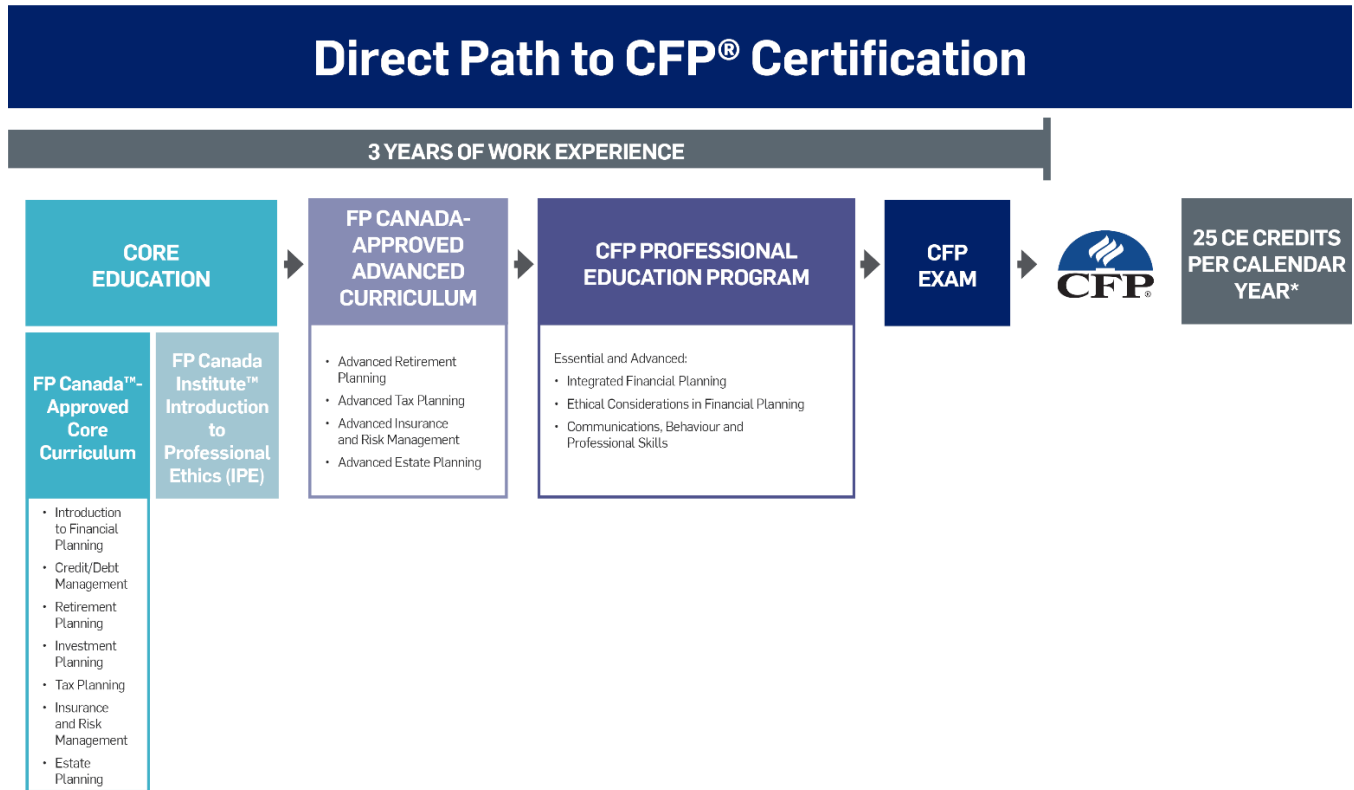 Direct Path to CFP® Certification
3 YEARS OF WORK EXPERIENCE
CORE
EDUCATION
FP Canada™-
Approved
Core
Curriculum
• Introduction
to Financial
Planning
• Credit/Debt
Management
• Retirement
Planning
• Investment
Planning
• Tax Planning
• Insurance
and Risk
Management
• Estate
Planning
FP Canada
Institute™
Introduction
to
Professional
Ethics (IPE)
FP CANADA-
APPROVED
ADVANCED
CURRICULUM
• Advanced Retirement
Planning
• Advanced Tax Planning
• Advanced Insurance
and Risk Management
• Advanced Estate Planning
CFP PROFESSIONAL
EDUCATION PROGRAM
Essential and Advanced:
• Integrated Financial Planning
• Ethical Considerations in Financial Planning
• Communications, Behaviour and
Professional Skills
CFP
EXAM
CFP®
25 CE CREDITS
PER CALENDAR
YEAR*